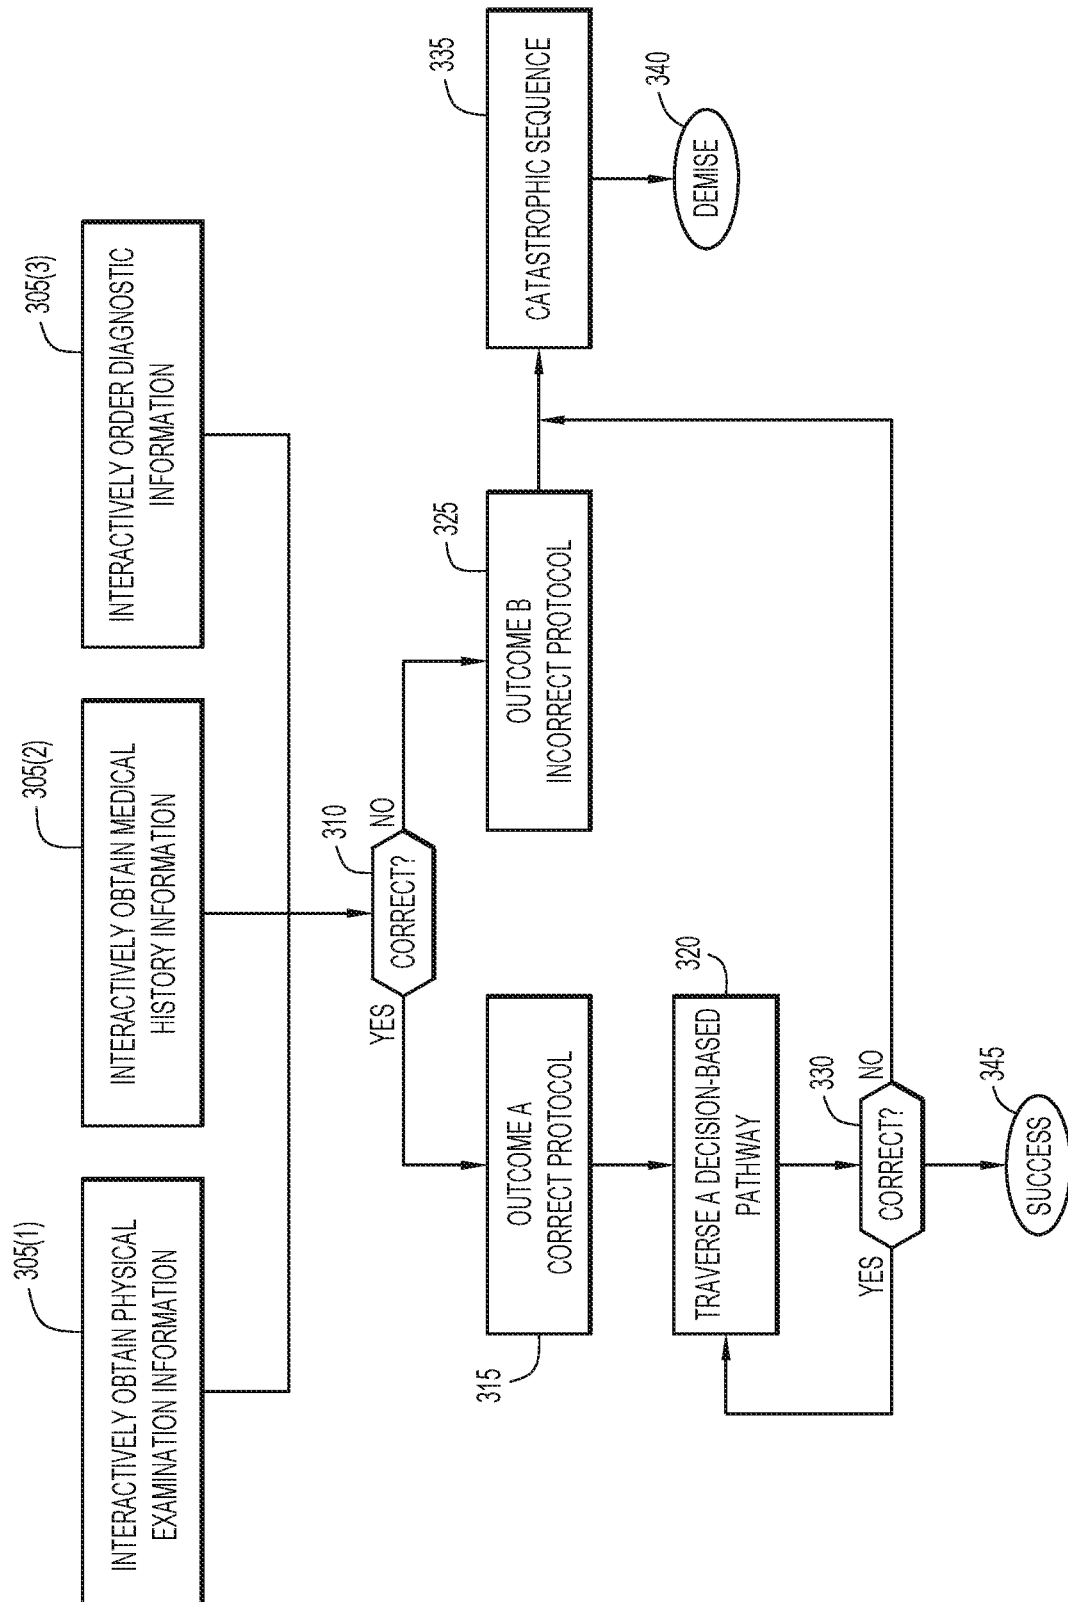 305(1)
INTERACTIVELY OBTAIN PHYSICAL
EXAMINATION INFORMATION
305(2)
INTERACTIVELY OBTAIN MEDICAL
HISTORY INFORMATION
305(3)
INTERACTIVELY ORDER DIAGNOSTIC
INFORMATION
310
CORRECT?
YES
NO
315
OUTCOME A
CORRECT PROTOCOL
325
OUTCOME B
INCORRECT PROTOCOL
335
CATASTROPHIC SEQUENCE
320
TRAVERSE A DECISION-BASED
PATHWAY
340
DEMISE
330
CORRECT?
YES
NO
345
SUCCESS